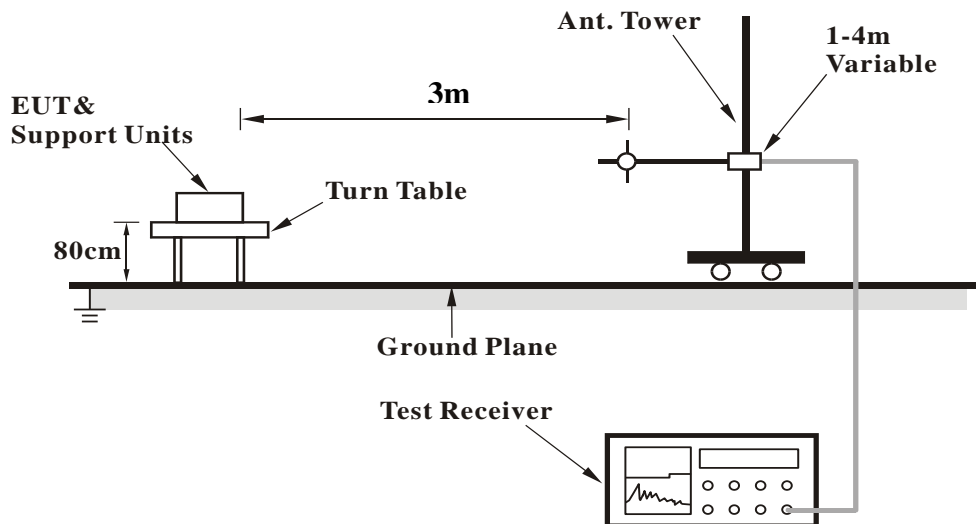 Ant. Tower
1-4m
Variable
3m
EUT&
Support Units
Turn Table
80cm
Ground Plane
Test Receiver